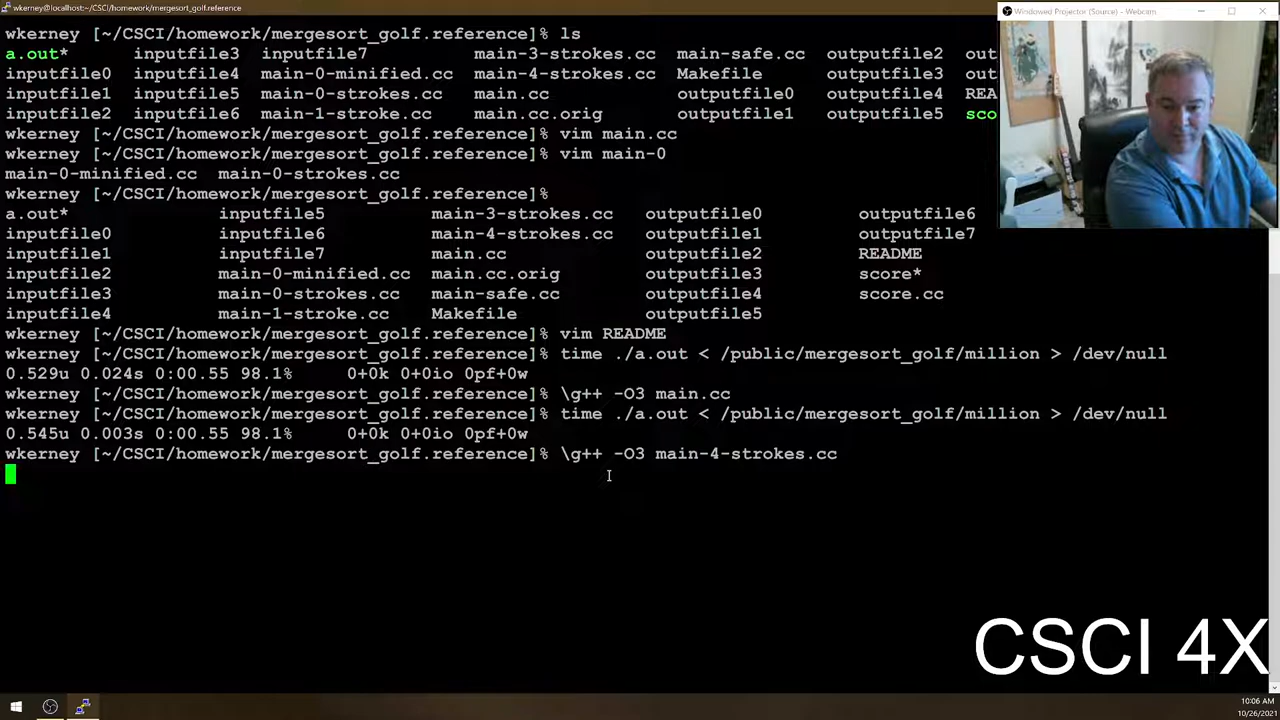 wkerney@localhost:~/CSCI/homework/mergesort_golf.reference
Windowed Projector (Source) - Webcam
wkerney [~/CSCI/homework/mergesort_golf.reference]% ls
a.out* inputfile3 inputfile7 main-3-strokes.cc main-safe.cc outputfile2 out
inputfile0 inputfile4 main-0-minified.cc main-4-strokes.cc Makefile outputfile3 out
inputfile1 inputfile5 main-0-strokes.cc main.cc outputfile0 outputfile4 REA
inputfile2 inputfile6 main-1-stroke.cc main.cc.orig outputfile1 outputfile5 sco
wkerney [~/CSCI/homework/mergesort_golf.reference]% vim main.cc
wkerney [~/CSCI/homework/mergesort_golf.reference]% vim main-0
main-0-minified.cc main-0-strokes.cc
wkerney [~/CSCI/homework/mergesort_golf.reference]%
a.out* inputfile5 main-3-strokes.cc outputfile0 outputfile6
inputfile0 inputfile6 main-4-strokes.cc outputfile1 outputfile7
inputfile1 inputfile7 main.cc outputfile2 README
inputfile2 main-0-minified.cc main.cc.orig outputfile3 score*
inputfile3 main-0-strokes.cc main-safe.cc outputfile4 score.cc
inputfile4 main-1-stroke.cc Makefile outputfile5
wkerney [~/CSCI/homework/mergesort_golf.reference]% vim README
wkerney [~/CSCI/homework/mergesort_golf.reference]% time ./a.out < /public/mergesort_golf/million > /dev/null
0.529u 0.024s 0:00.55 98.1% 0+0k 0+0io 0pf+0w
wkerney [~/CSCI/homework/mergesort_golf.reference]% \g++ -O3 main.cc
wkerney [~/CSCI/homework/mergesort_golf.reference]% time ./a.out < /public/mergesort_golf/million > /dev/null
0.545u 0.003s 0:00.55 98.1% 0+0k 0+0io 0pf+0w
wkerney [~/CSCI/homework/mergesort_golf.reference]% \g++ -O3 main-4-strokes.cc
CSCI 4X
10:06 AM
10/26/2021